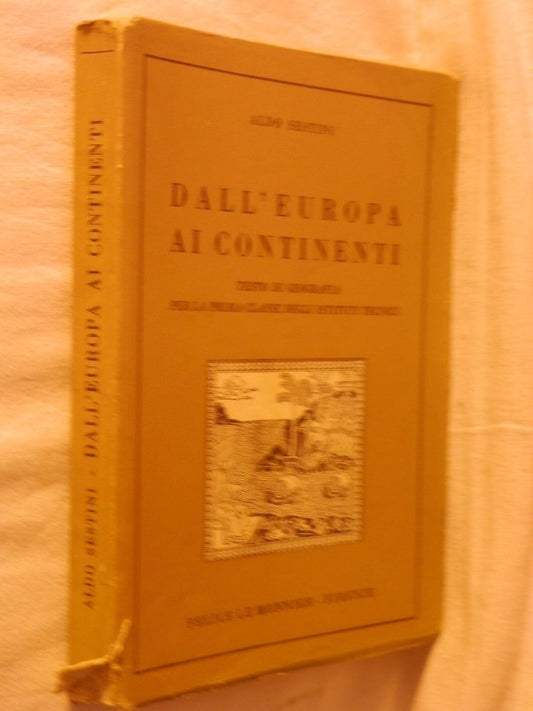 ALDO SESTINI
DALL'EUROPA
AI CONTINENTI
TESTO DI GEOGRAFIA
PER LA PRIMA CLASSE DEGLI ISTITUTI TECNICI
FELICE LE MONNIER - FIRENZE
ALDO SESTINI - DALL'EUROPA AI CONTINENTI